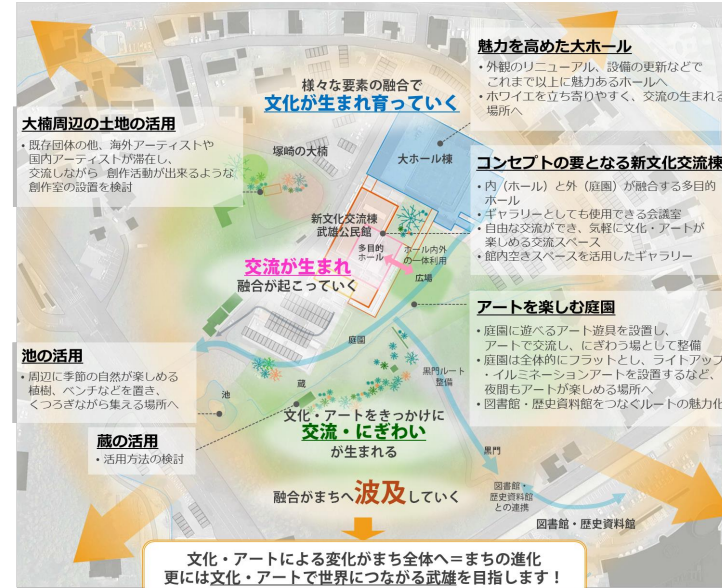 様々な要素の融合で
文化が生まれ育っていく
魅力を高めた大ホール
・外観のリニューアル、設備の更新などで
これまで以上に魅力あるホールへ
・ホワイエを立ち寄りやすく、交流の生まれる
場所へ
大楠周辺の土地の活用
・既存団体の他、海外アーティストや
国内アーティストが滞在し、
交流しながら 創作活動が出来るような
創作室の設置を検討
塚崎の大楠
大ホール棟
コンセプトの要となる新文化交流棟
・内（ホール）と外（庭園）が融合する多目的
ホール
・ギャラリーとしても使用できる会議室
・自由な交流ができ、気軽に文化・アートが
楽しめる交流スペース
・館内空きスペースを活用したギャラリー
新文化交流棟
武雄公民館
多目的
ホール
ホール内外
の一体利用
広場
交流が生まれ
融合が起こっていく
アートを楽しむ庭園
・庭園に遊べるアート遊具を設置し、
アートで交流し、にぎわう場として整備
・庭園は全体的にフラットとし、ライトアップ
・イルミネーションアートを設置するなど、
夜間もアートが楽しめる場所へ
・図書館・歴史資料館をつなぐルートの魅力化
庭園
池の活用
・周辺に季節の自然が楽しめる
植樹、ベンチなどを置き、
くつろぎながら集える場所へ
池
蔵
黒門ルート
整備
蔵の活用
・活用方法の検討
文化・アートをきっかけに
交流・にぎわい
が生まれる
黒門
融合がまちへ波及していく
図書館・
歴史資料館
との連携
図書館・歴史資料館
文化・アートによる変化がまち全体へ＝まちの進化
更には文化・アートで世界につながる武雄を目指します！